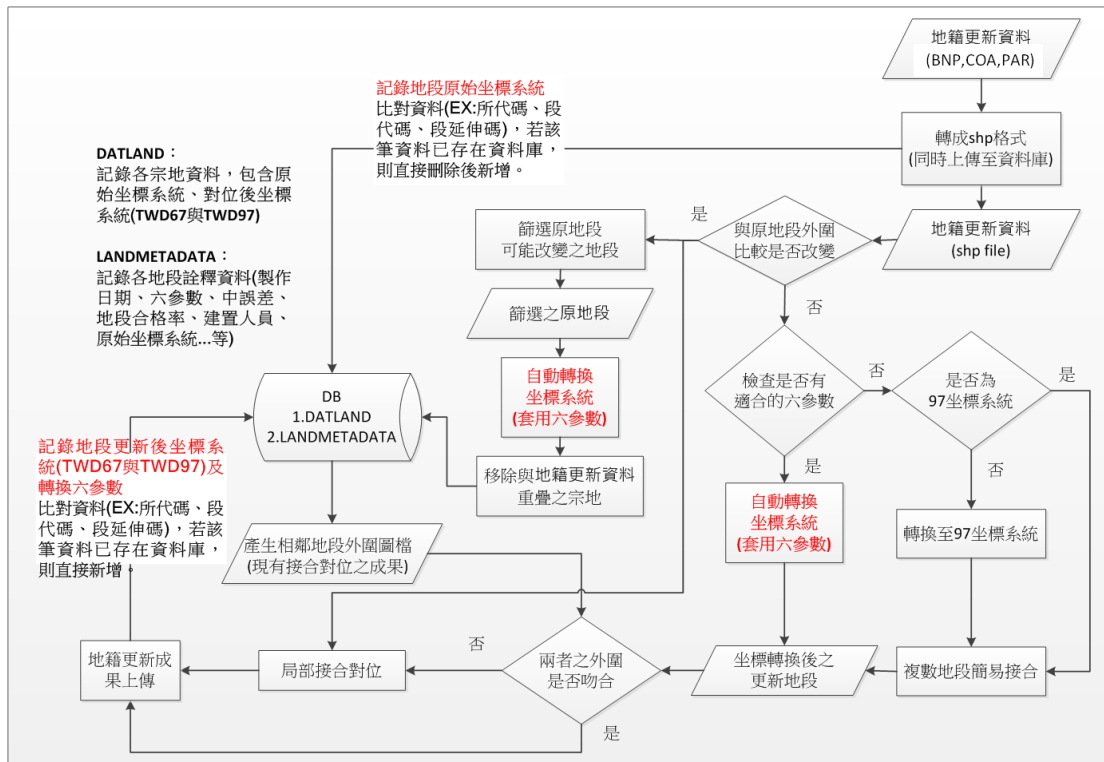 地籍更新資料
(BNP,COA,PAR)
記錄地段原始坐標系統
比對資料(EX:所代碼、段
代碼、段延伸碼)，若該
筆資料已存在資料庫，
則直接刪除後新增。
轉成shp格式
(同時上傳至資料庫)
DATLAND：
記錄各宗地資料，包含原
始坐標系統、對位後坐標
系統(TWD67與TWD97)
LANDMETADATA：
記錄各地段詮釋資料(製作
日期、六參數、中誤差、
地段合格率、建置人員、
原始坐標系統...等)
地籍更新資料
(shp file)
與原地段外圍
比較是否改變
是
否
篩選原地段
可能改變之地段
篩選之原地段
自動轉換
坐標系統
(套用六參數)
移除與地籍更新資料
重疊之宗地
DB
1.DATLAND
2.LANDMETADATA
檢查是否有
適合的六參數
否
是
是否為
97坐標系統
是
否
自動轉換
坐標系統
(套用六參數)
轉換至97坐標系統
記錄地段更新後坐標系
統(TWD67與TWD97)及
轉換六參數
比對資料(EX:所代碼、段
代碼、段延伸碼)，若該
筆資料已存在資料庫，
則直接新增。
產生相鄰地段外圍圖檔
(現有接合對位之成果)
複數地段簡易接合
坐標轉換後之
更新地段
兩者之外圍
是否吻合
否
是
局部接合對位
地籍更新成
果上傳